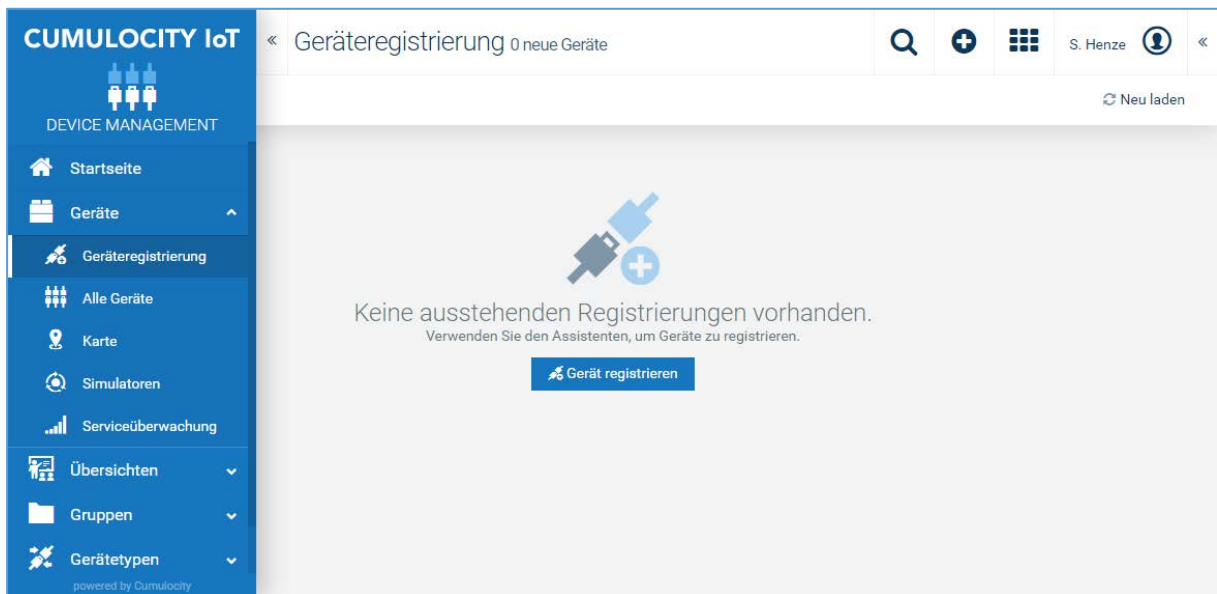 CUMULOCITY IoT
DEVICE MANAGEMENT
Startseite
Geräte
Geräteregistrierung
Alle Geräte
Karte
Simulatoren
Serviceüberwachung
Übersichten
Gruppen
Gerätetypen
powered by Cumulocity
« Geräteregistrierung 0 neue Geräte
S. Henze «
Neu laden
Keine ausstehenden Registrierungen vorhanden.
Verwenden Sie den Assistenten, um Geräte zu registrieren.
Gerät registrieren